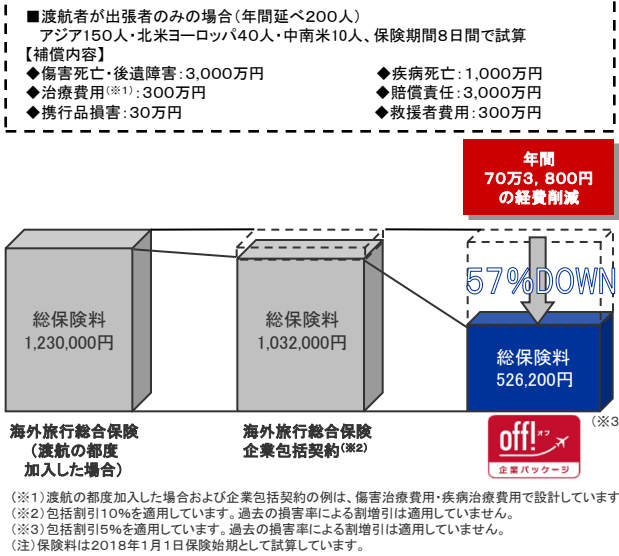 ■渡航者が出張者のみの場合（年間延べ200人）
アジア150人・北米ヨーロッパ40人・中南米10人、保険期間8日間で試算
【補償内容】
◆傷害死亡・後遺障害：3,000万円 ◆疾病死亡：1,000万円
◆治療費用(※1)：300万円 ◆賠償責任：3,000万円
◆携行品損害：30万円 ◆救援者費用：300万円
年間
70万3,800円
の経費削減
57%DOWN
総保険料
1,230,000円
総保険料
1,032,000円
総保険料
526,200円
海外旅行総合保険
（渡航の都度
加入した場合）
海外旅行総合保険
企業包括契約(※2)
off! オフ
企業パッケージ
（※3
（※1）渡航の都度加入した場合および企業包括契約の例は、傷害治療費用・疾病治療費用で設計しています
（※2）包括割引10%を適用しています。過去の損害率による割増引は適用していません。
（※3）包括割引5%を適用しています。過去の損害率による割増引は適用していません。
（注）保険料は2018年1月1日保険始期として試算しています。